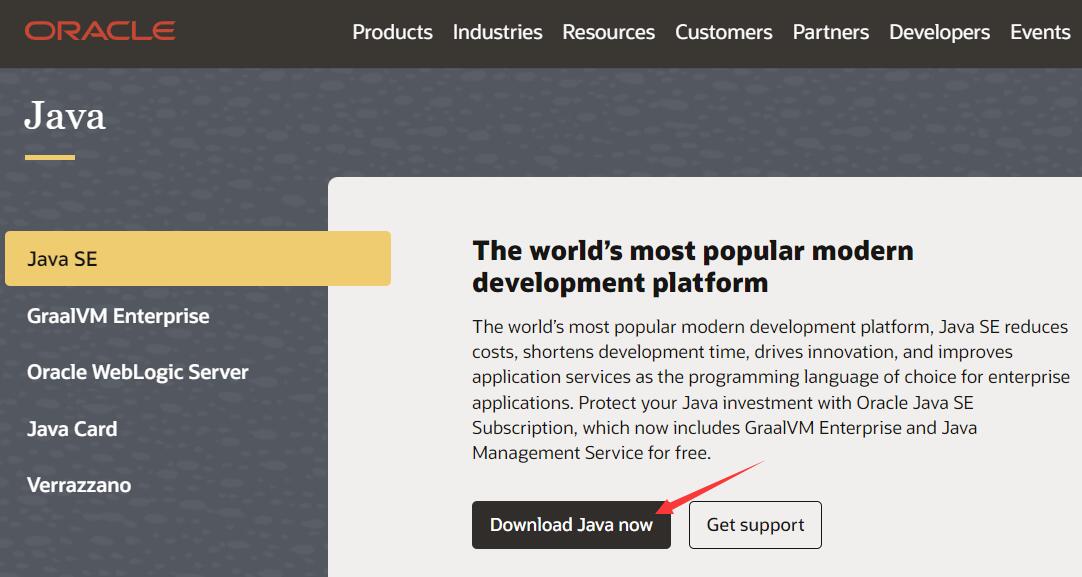 ORACLE
Products Industries Resources Customers Partners Developers Events
Java
Java SE
GraalVM Enterprise
Oracle WebLogic Server
Java Card
Verrazzano
The world’s most popular modern
development platform
The world’s most popular modern development platform, Java SE reduces
costs, shortens development time, drives innovation, and improves
application services as the programming language of choice for enterprise
applications. Protect your Java investment with Oracle Java SE
Subscription, which now includes GraalVM Enterprise and Java
Management Service for free.
Download Java now
Get support